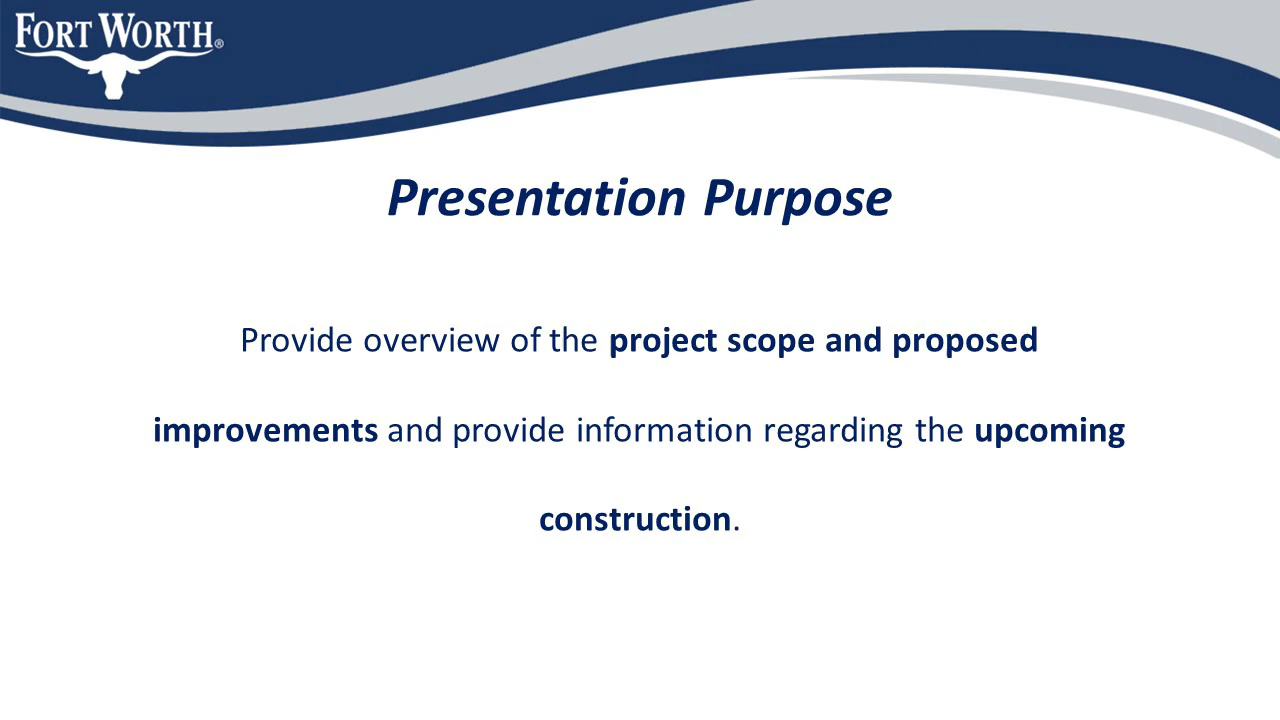 FORT WORTH®
Presentation Purpose
Provide overview of the project scope and proposed
improvements and provide information regarding the upcoming
construction.